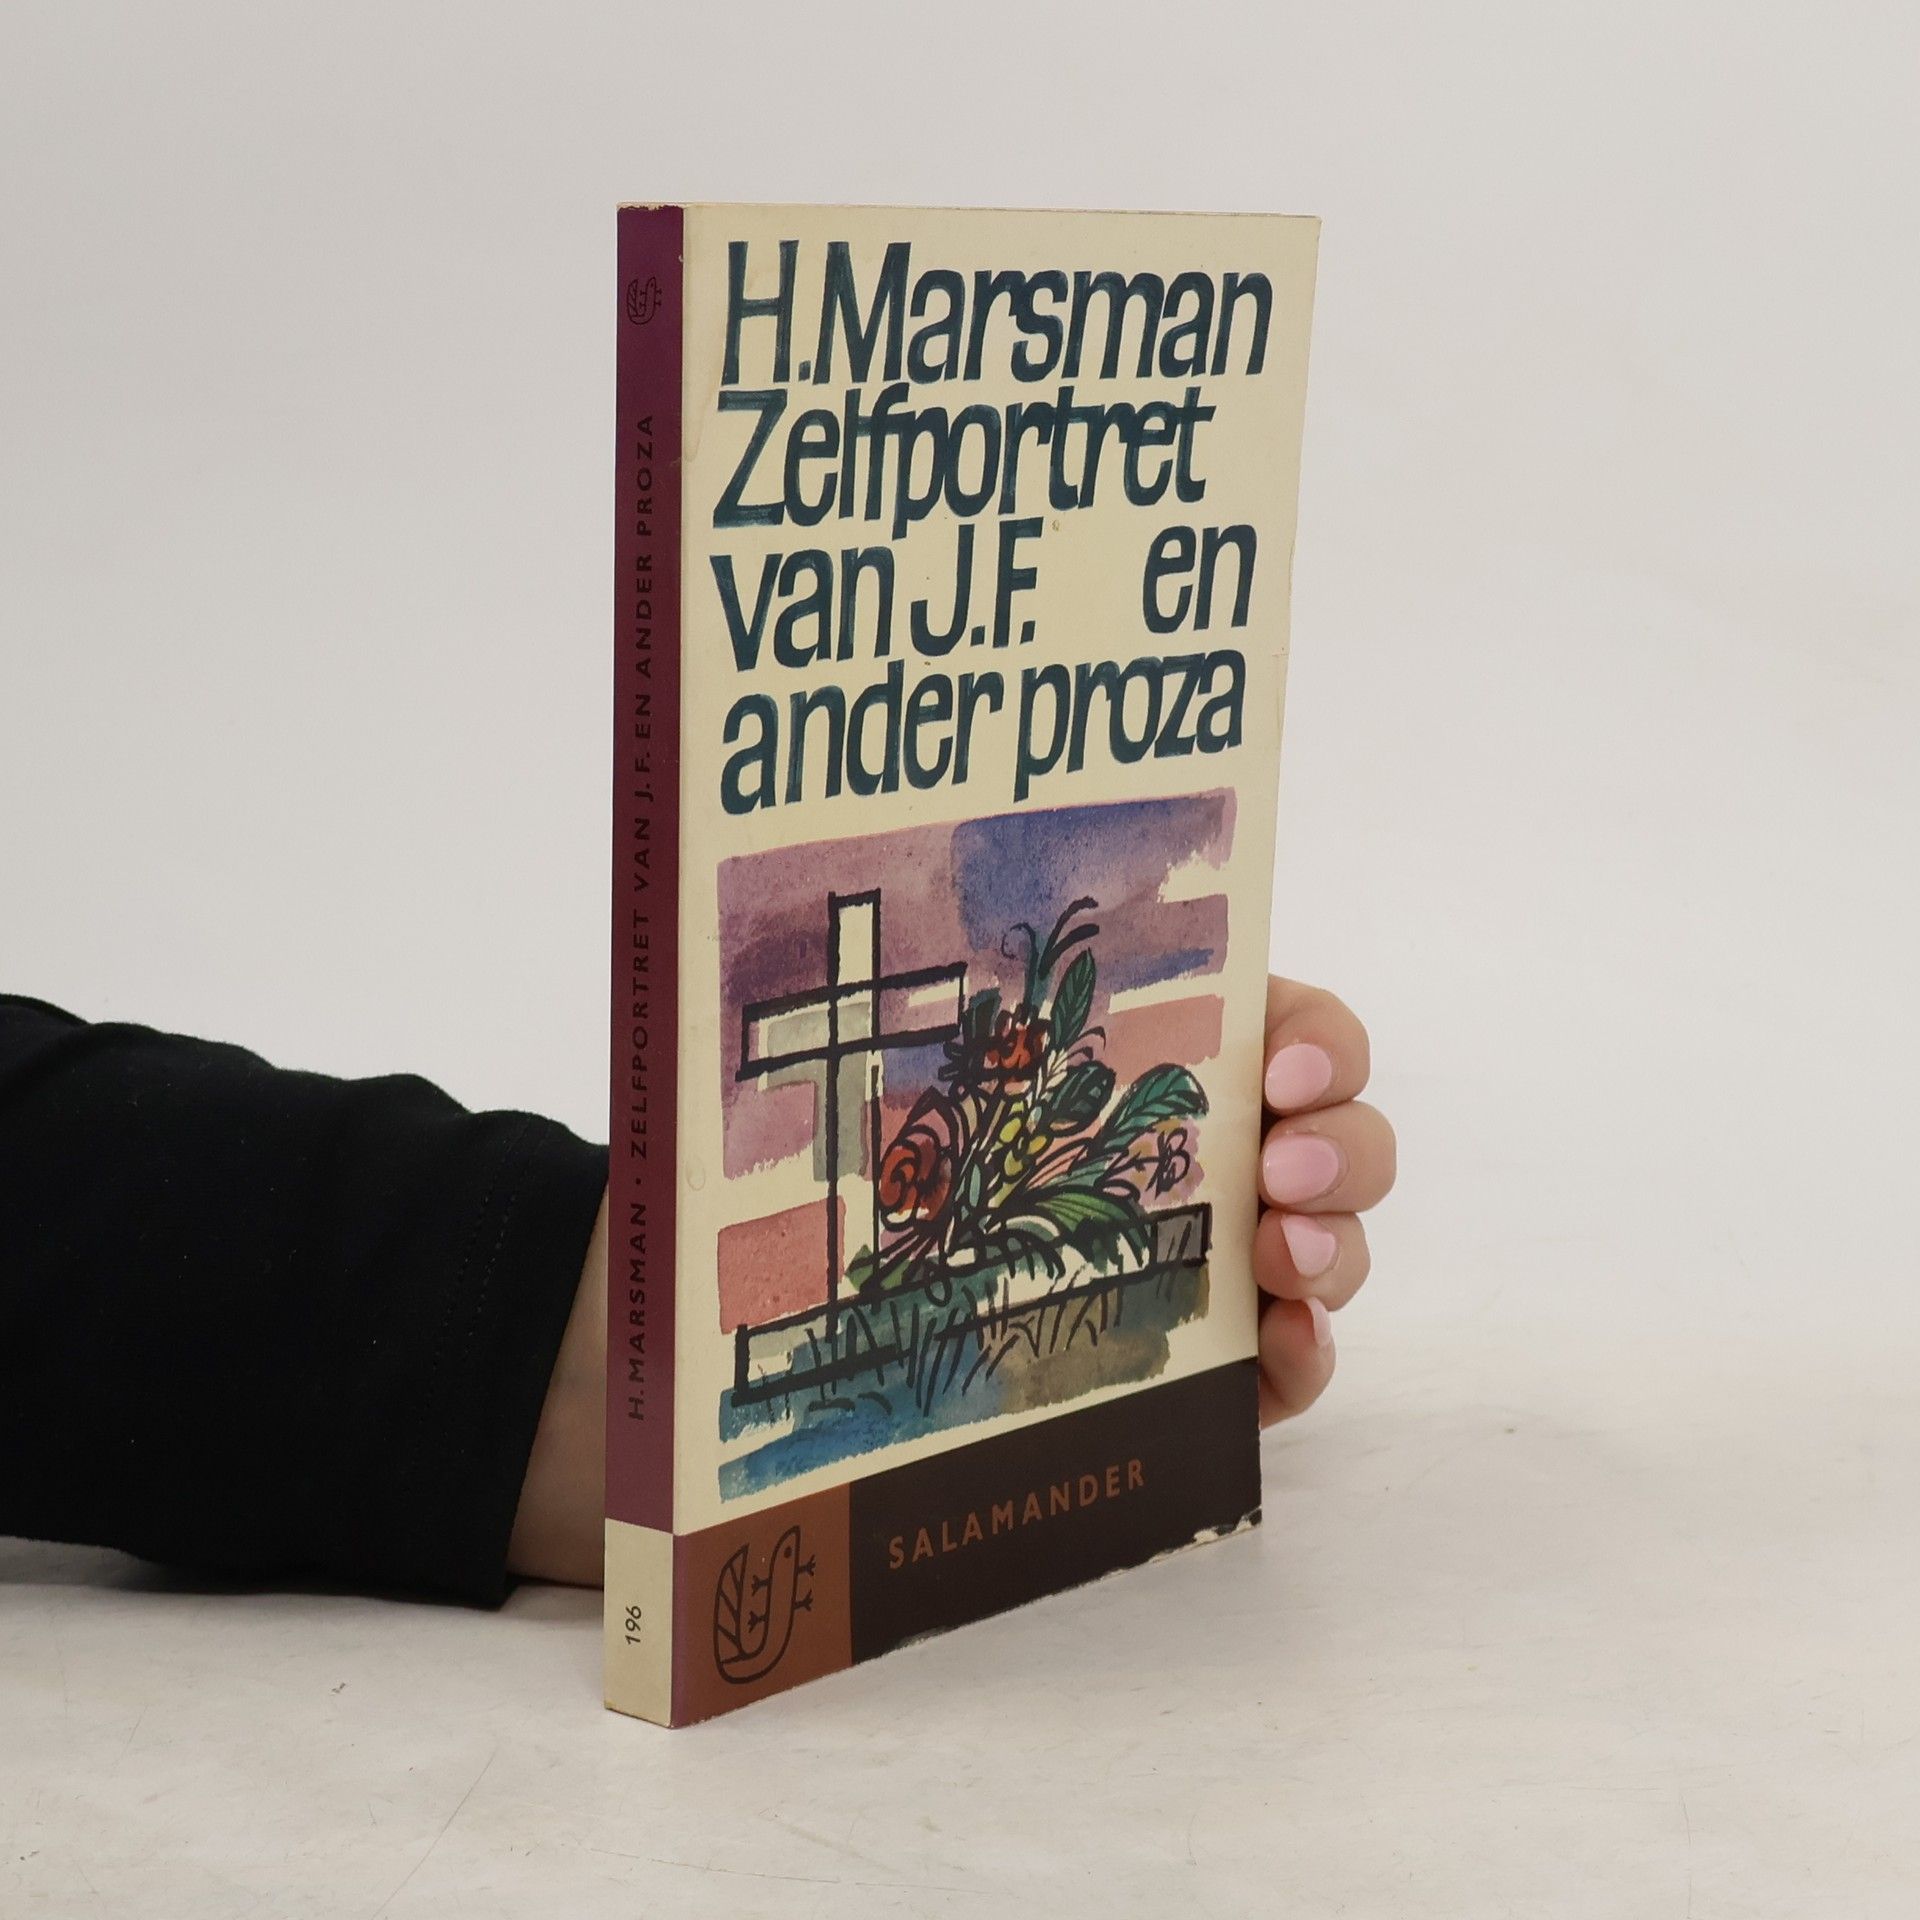 H. Marsman
Zelfportret
van J.F. en
ander proza
SALAMANDER
H. MARSMAN · ZELFPORTRET VAN J.F. EN ANDER PROZA
196